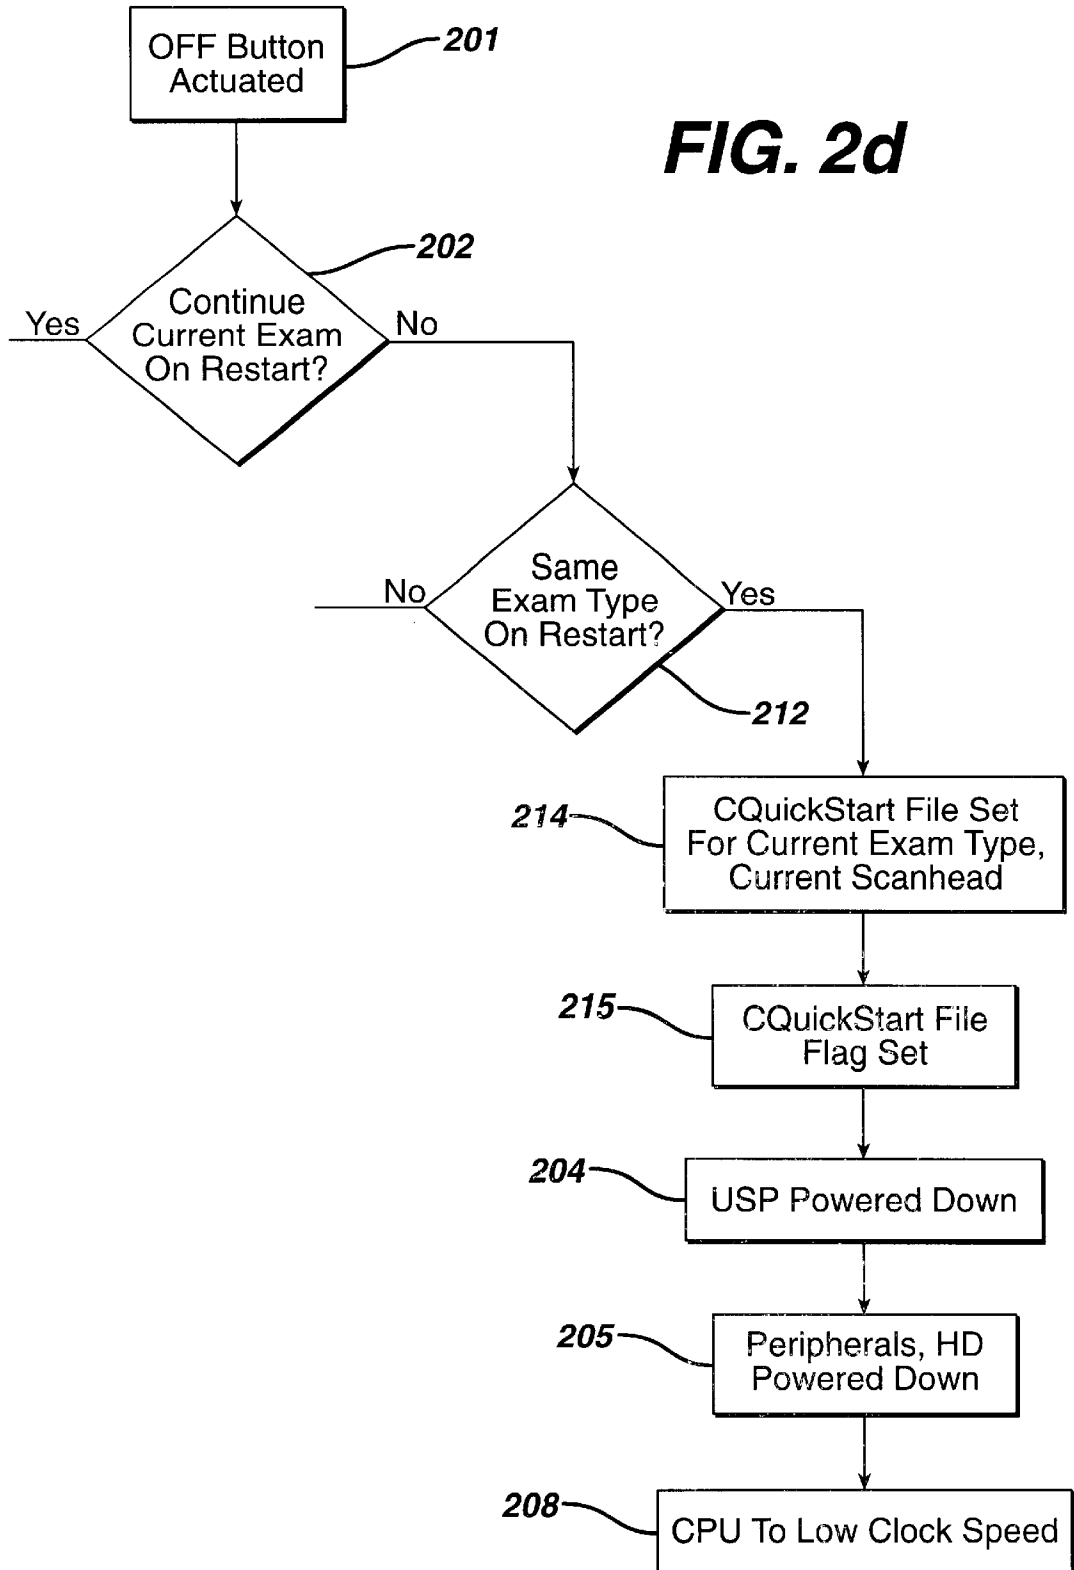 OFF Button
Actuated
201
FIG. 2d
202
Continue
Current Exam
On Restart?
Yes
No
Same
Exam Type
On Restart?
No
Yes
212
214
CQuickStart File Set
For Current Exam Type,
Current Scanhead
215
CQuickStart File
Flag Set
204
USP Powered Down
205
Peripherals, HD
Powered Down
208
CPU To Low Clock Speed